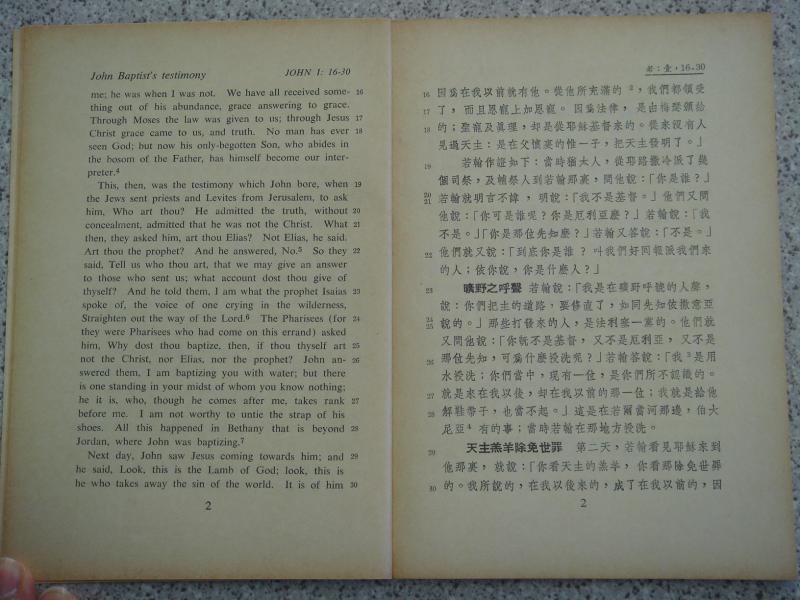 John Baptist's testimony JOHN I: 16-30
me; he was when I was not. We have all received some- 16
thing out of his abundance, grace answering to grace.
Through Moses the law was given to us; through Jesus 17
Christ grace came to us, and truth. No man has ever 18
seen God; but now his only-begotten Son, who abides in
the bosom of the Father, has himself become our inter-
preter.4
This, then, was the testimony which John bore, when 19
the Jews sent priests and Levites from Jerusalem, to ask
him, Who art thou? He admitted the truth, without 20
concealment, admitted that he was not the Christ. What 21
then, they asked him, art thou Elias? Not Elias, he said.
Art thou the prophet? And he answered, No.5 So they 22
said, Tell us who thou art, that we may give an answer
to those who sent us; what account dost thou give of
thyself? And he told them, I am what the prophet Isaias 23
spoke of, the voice of one crying in the wilderness,
Straighten out the way of the Lord.6 The Pharisees (for 24
they were Pharisees who had come on this errand) asked
him, Why dost thou baptize, then, if thou thyself art 25
not the Christ, nor Elias, nor the prophet? John an- 26
swered them, I am baptizing you with water; but there
is one standing in your midst of whom you know nothing;
he it is, who, though he comes after me, takes rank 27
before me. I am not worthy to untie the strap of his
shoes. All this happened in Bethany that is beyond 28
Jordan, where John was baptizing.7
Next day, John saw Jesus coming towards him; and 29
he said, Look, this is the Lamb of God; look, this is
he who takes away the sin of the world. It is of him 30
2
若：壹，16-30
16 因爲在我以前就有他。從他所充滿的 2，我們都領受
17 了，而且恩寵上加恩寵。因爲法律，是由梅瑟頒給
18 的；聖寵及眞理，却是從耶穌基督來的。從來沒有人
見過天主：是在父懷裏的惟一子，把天主發明了。」
19 若翰作證如下：當時猶太人，從耶路撒冷派了幾
個司祭，及輔祭人到若翰那裏，問他說：「你是誰？」
20 21 若翰就明言不諱，明說：「我不是基督。」他們又問
他說：「你可是誰呢？你是厄利亞麽？」若翰說：「我
不是。」「你是那位先知麽？」若翰又答說：「不是。」
22 他們就又說：「到底你是誰？叫我們好回報派我們來
的人；依你說，你是什麽人？」
23 曠野之呼聲 若翰說：「我是在曠野呼號的人聲，
說：你們把主的道路，要修直了，如同先知依撒意亞
24 25 說的。」那些打發來的人，是法利塞一黨的。他們就
又問他說：「你旣不是基督，又不是厄利亞，又不是
26 那位先知，可爲什麽授洗呢？」若翰答說：「我 3 是用
水授洗；你們當中，現有一位，是你們所不認識的。
27 就是來在我以後，却在我以前的那一位；我就是給他
28 解鞋帶子，也當不起。」這是在若爾當河那邊，伯大
尼亞 4 有的事；當時若翰在那地方授洗。
29 天主羔羊除免世罪 第二天，若翰看見耶穌來到
他那裏，就說：「你看天主的羔羊，你看那除免世罪
30 的。我所說的，在我以後來的，成了在我以前的，因
2